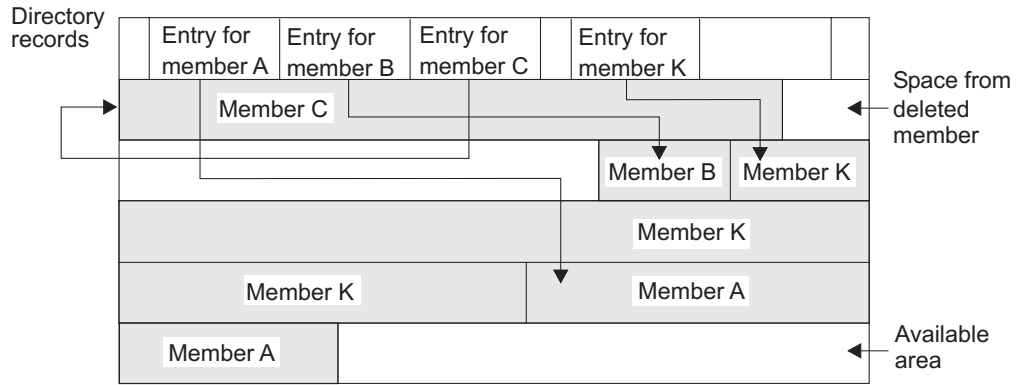 Directory
records
Entry for
member A
Entry for
member B
Entry for
member C
Entry for
member K
Member C
Space from
deleted
member
Member B
Member K
Member K
Member K
Member A
Member A
Available
area